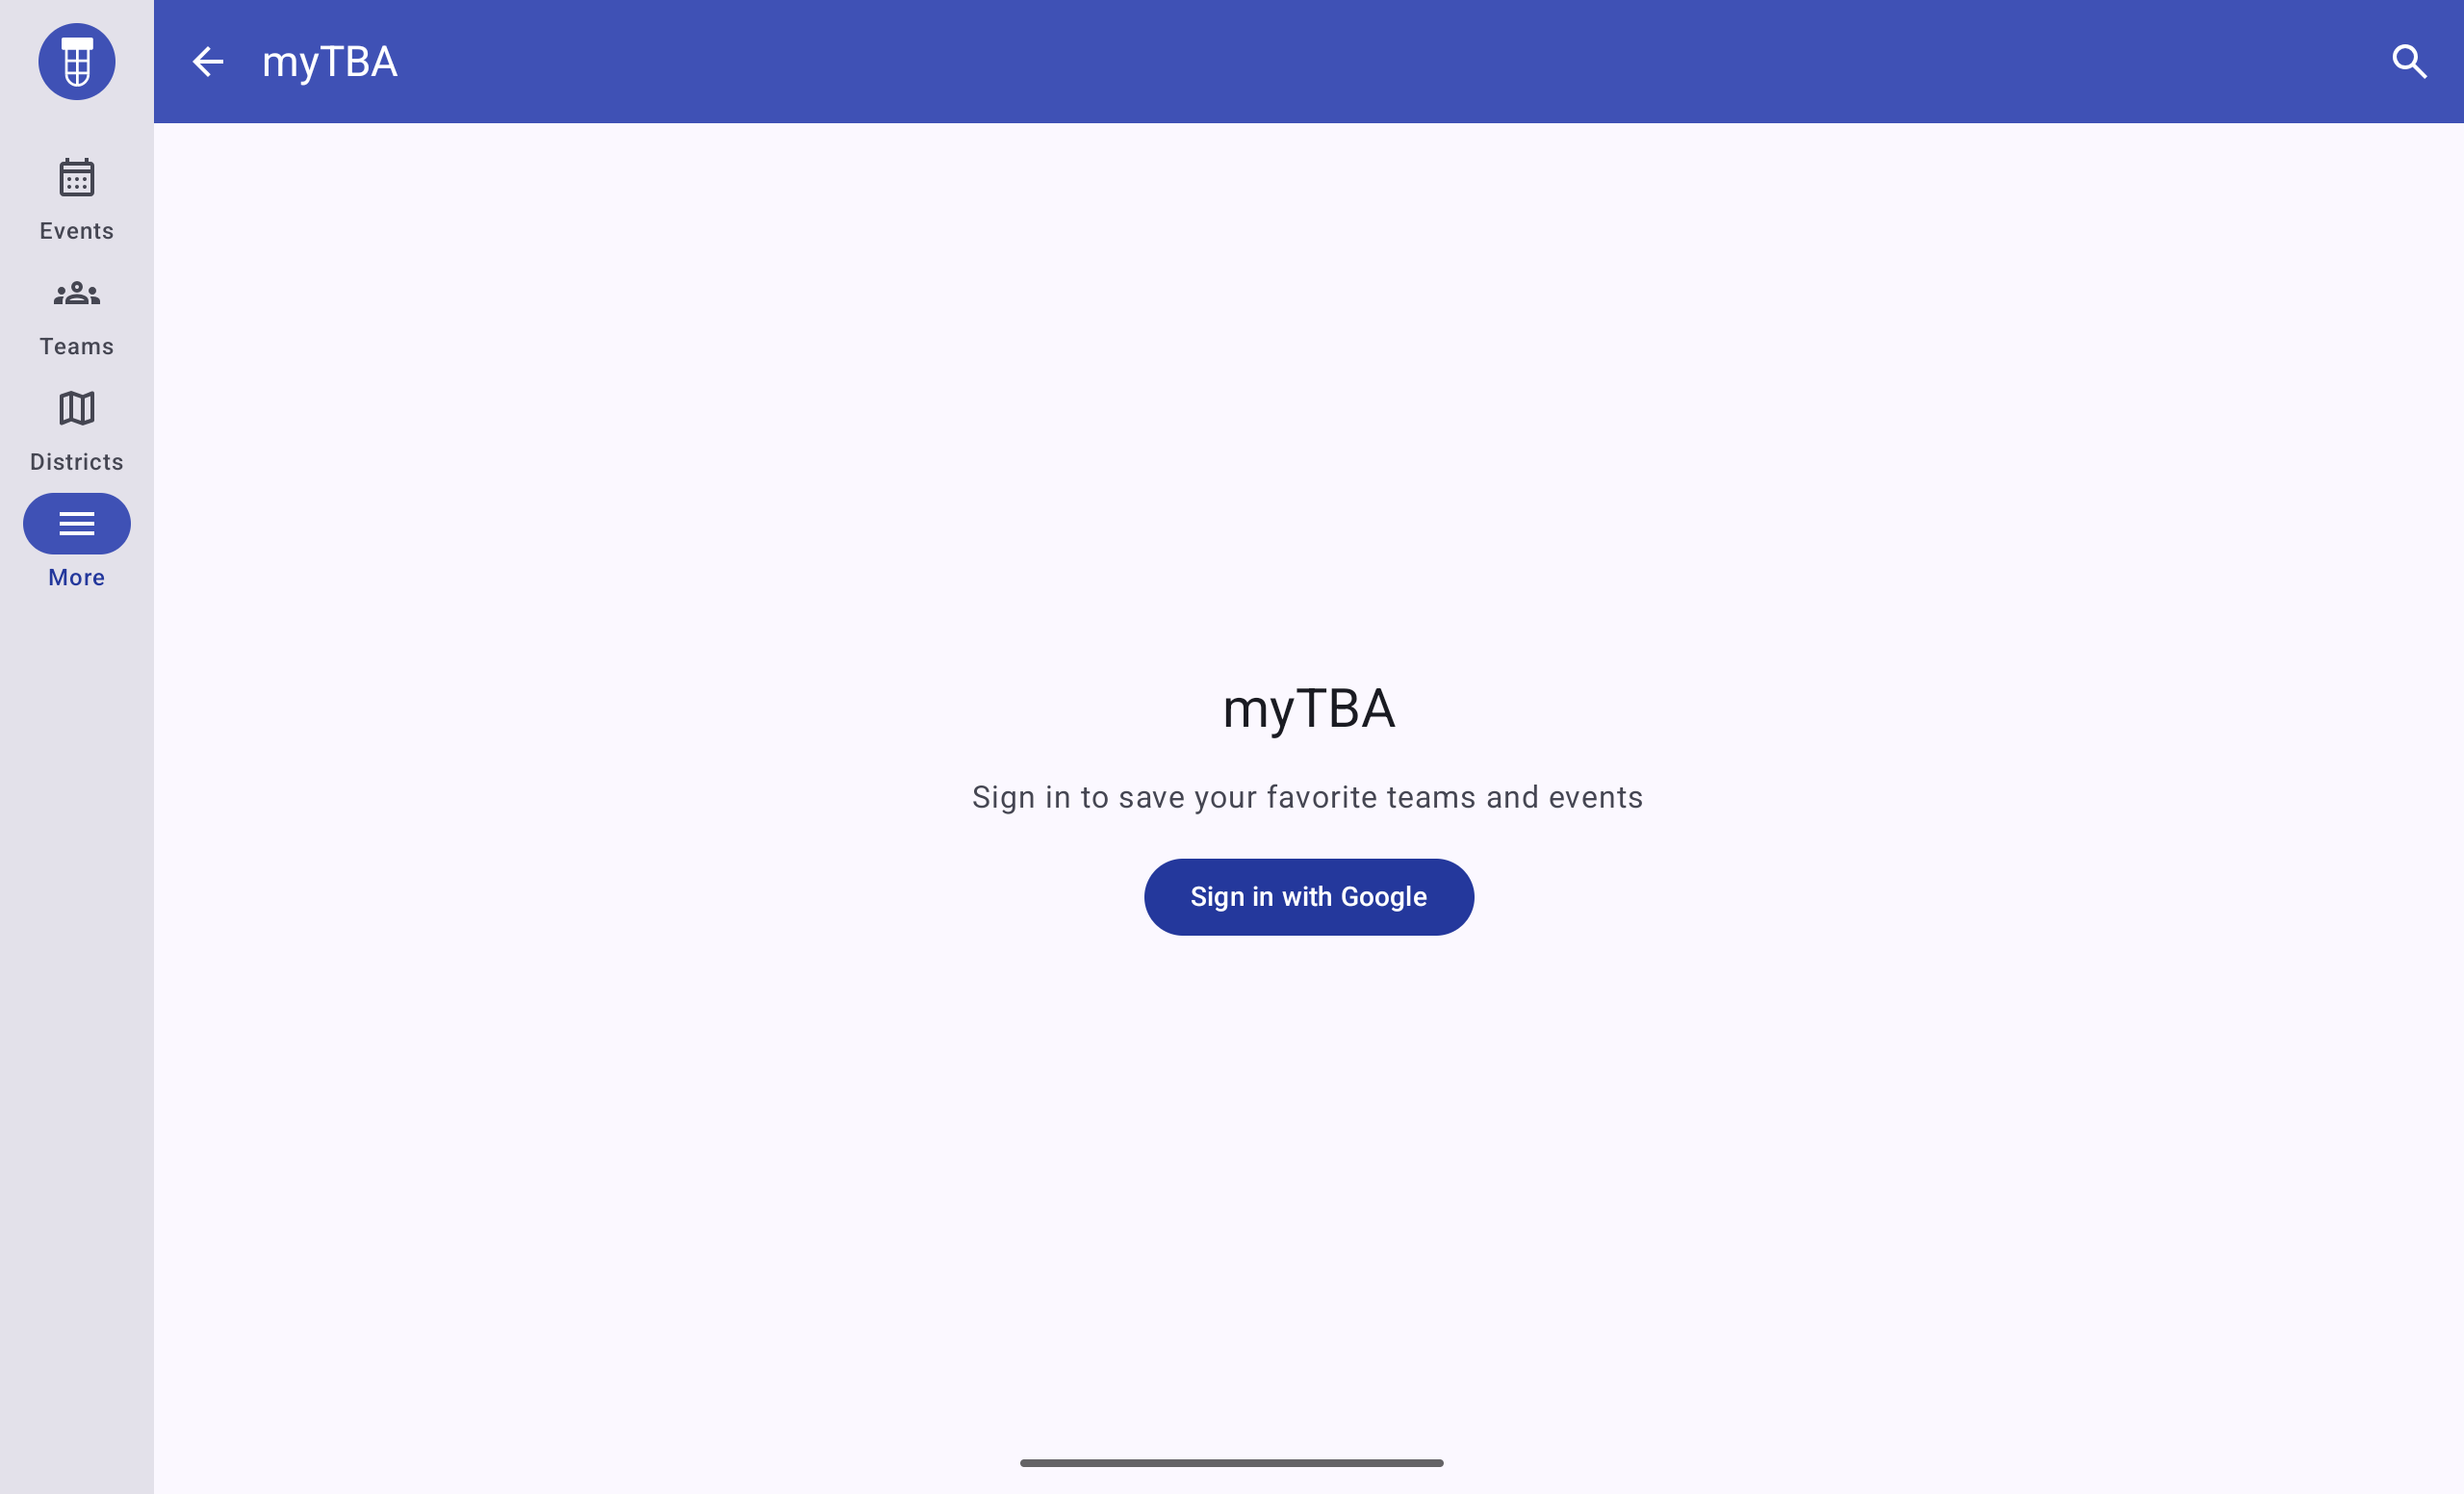 myTBA
Events
Teams
Districts
More
myTBA
Sign in to save your favorite teams and events
Sign in with Google